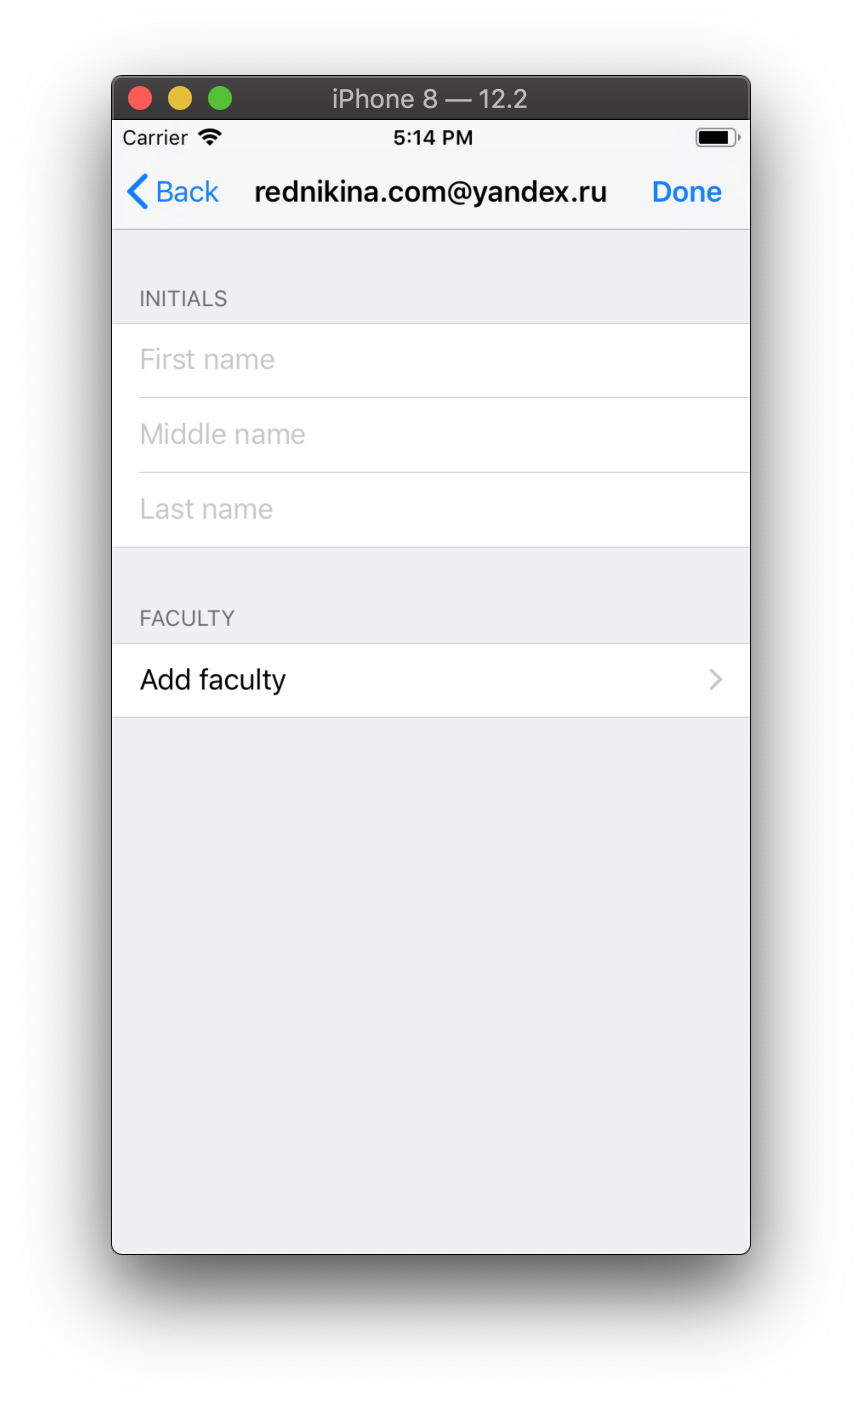 iPhone 8 — 12.2
Carrier 5:14 PM
Back rednikina.com@yandex.ru Done
INITIALS
First name
Middle name
Last name
FACULTY
Add faculty